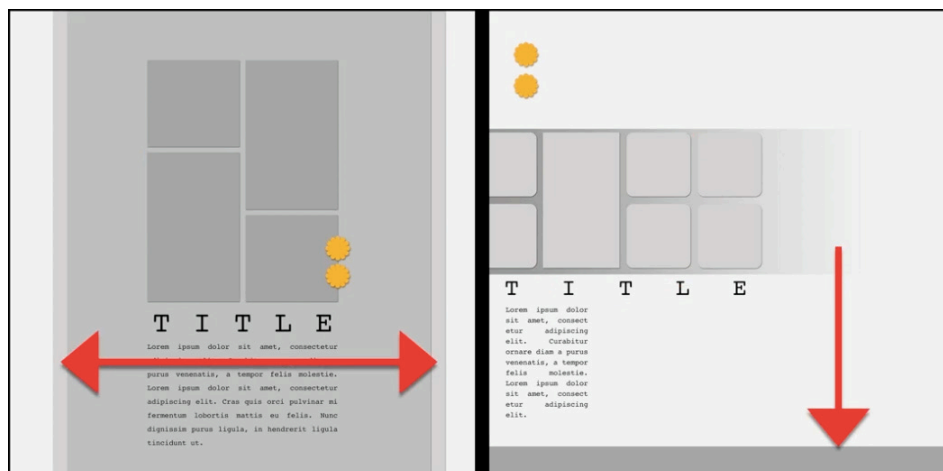 T I T L E
Lorem ipsum dolor sit amet, consectetur
purus venenatis, a tempor felis molestie.
Lorem ipsum dolor sit amet, consectetur
adipiscing elit. Cras quis orci pulvinar mi
fermentum lobortis mattis eu felis. Nunc
dignissim purus ligula, in hendrerit ligula
tincidunt ut.
T I T L E
Lorem ipsum dolor
sit amet, consect
etur adipiscing
elit. Curabitur
ornare diam a purus
venenatis, a tempor
felis molestie.
Lorem ipsum dolor
sit amet, consect
etur adipiscing
elit.